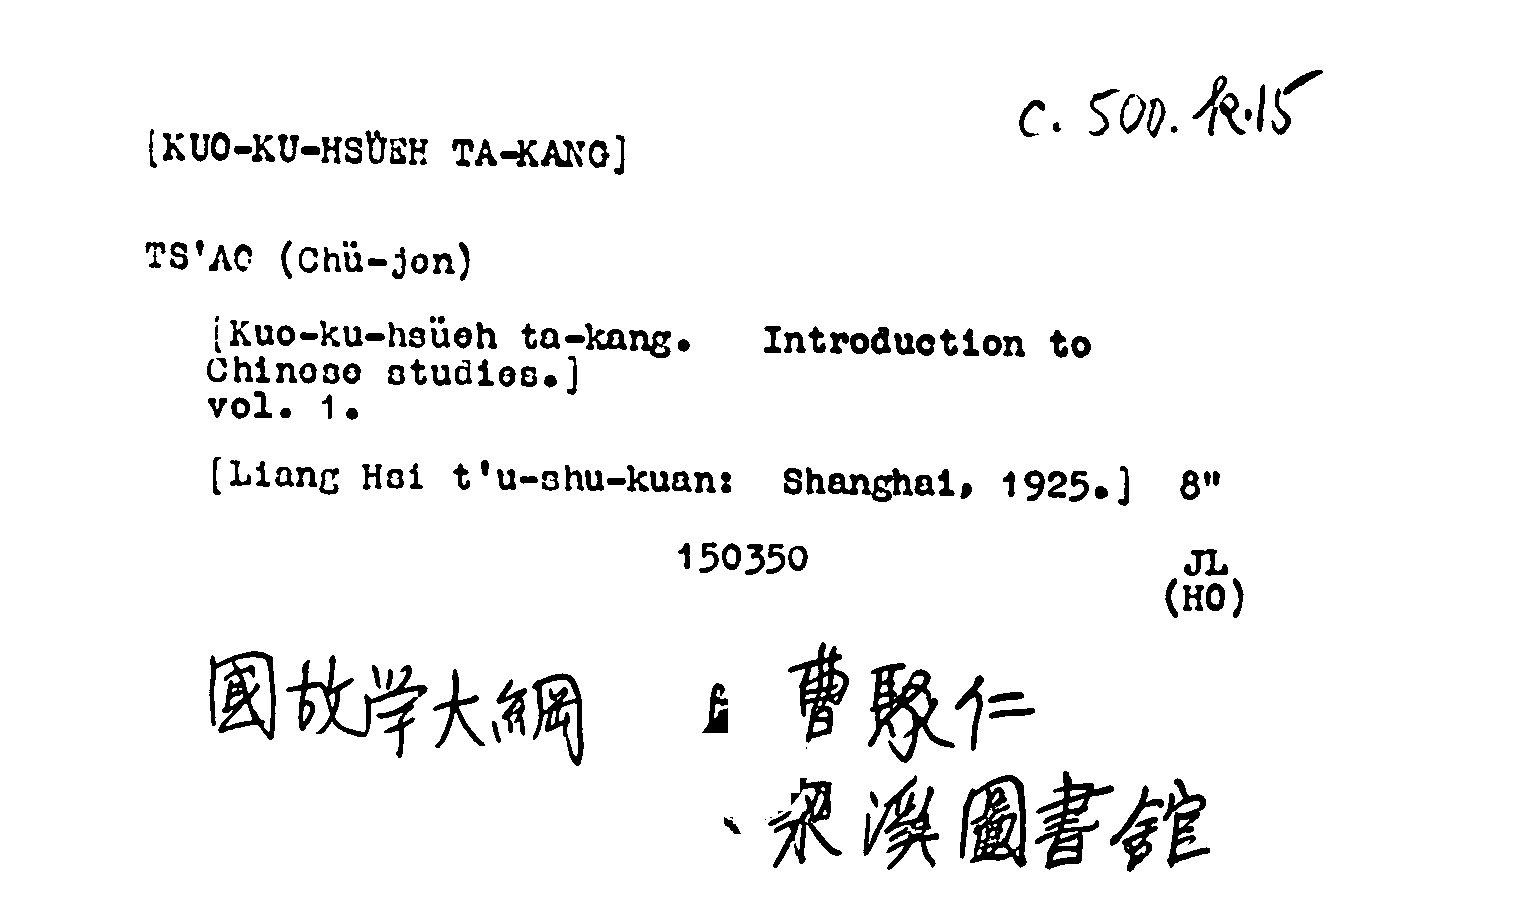 c. 500. k.15
[KUO-KU-HSÜEH TA-KANG]
TS'AO (Chü-jen)
[Kuo-ku-hsüeh ta-kang. Introduction to
Chinese studies.]
vol. 1.
[Liang Hsi t'u-shu-kuan: Shanghai, 1925.] 8"
150350
JL
(HO)
國故学大綱 曹聚仁
梁溪圖書館